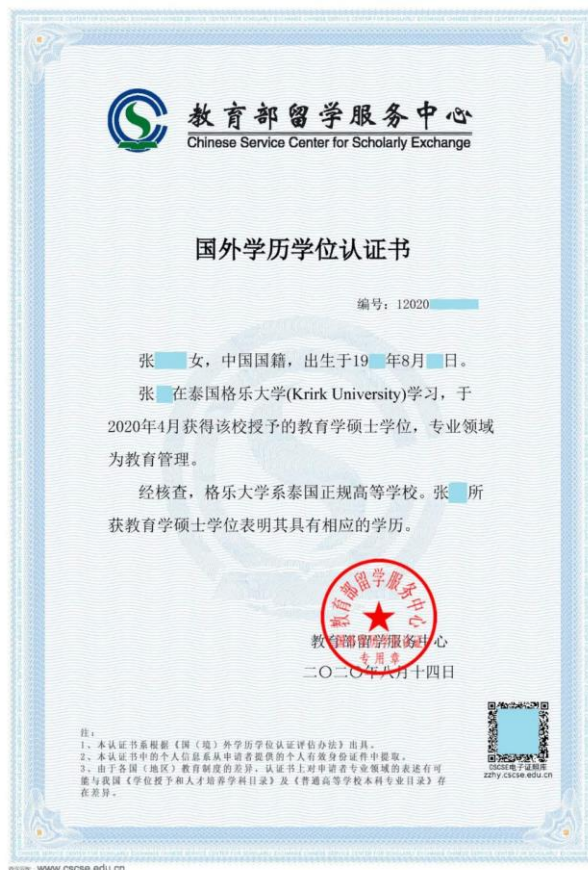 教育部留学服务中心
Chinese Service Center for Scholarly Exchange
国外学历学位认证书
编号：12020
张 女，中国国籍，出生于19 年8月 日。
张 在泰国格乐大学(Krirk University)学习，于
2020年4月获得该校授予的教育学硕士学位，专业领域
为教育管理。
经核查，格乐大学系泰国正规高等学校。张 所
获教育学硕士学位表明其具有相应的学历。
教育部留学服务中心
专用章
教育部留学服务中心
二〇二〇年八月十四日
注：
1、本认证书系根据《国（境）外学历学位认证评估办法》出具。
2、本认证书中的个人信息系从申请者提供的个人有效身份证件中提取。
3、由于各国（地区）教育制度的差异，认证书上对申请者专业领域的表述有可
能与我国《学位授予和人才培养学科目录》及《普通高等学校本科专业目录》存
在差异。
CSCSE电子证照库
zzhy.cscse.edu.cn
www.cscse.edu.cn